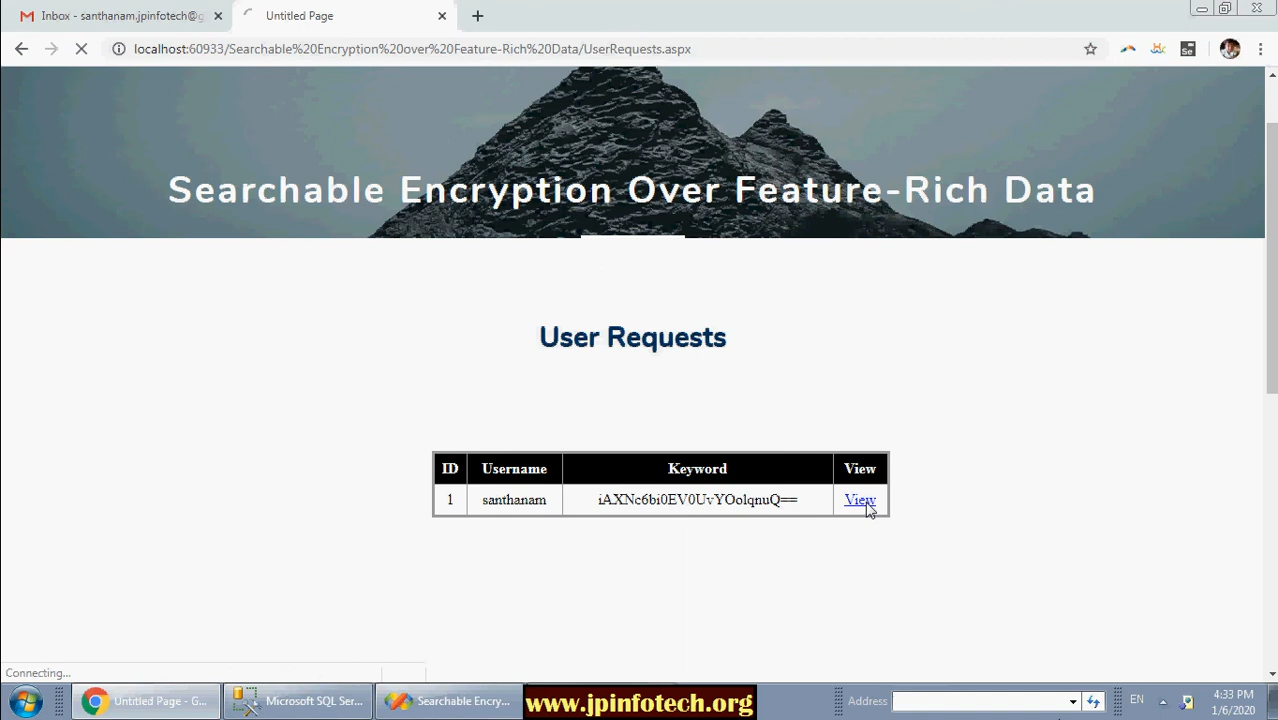 Inbox - santhanam.jpinfotech@g
Untitled Page
localhost:60933/Searchable%20Encryption%20over%20Feature-Rich%20Data/UserRequests.aspx
Se
Searchable Encryption Over Feature-Rich Data
User Requests
ID Username Keyword View
1 santhanam iAXNc6bi0EV0UvYOolqnuQ== View
Connecting...
Untitled Page - G...
Microsoft SQL Ser...
Searchable Encry...
www.jpinfotech.org
Address
EN
4:33 PM
1/6/2020